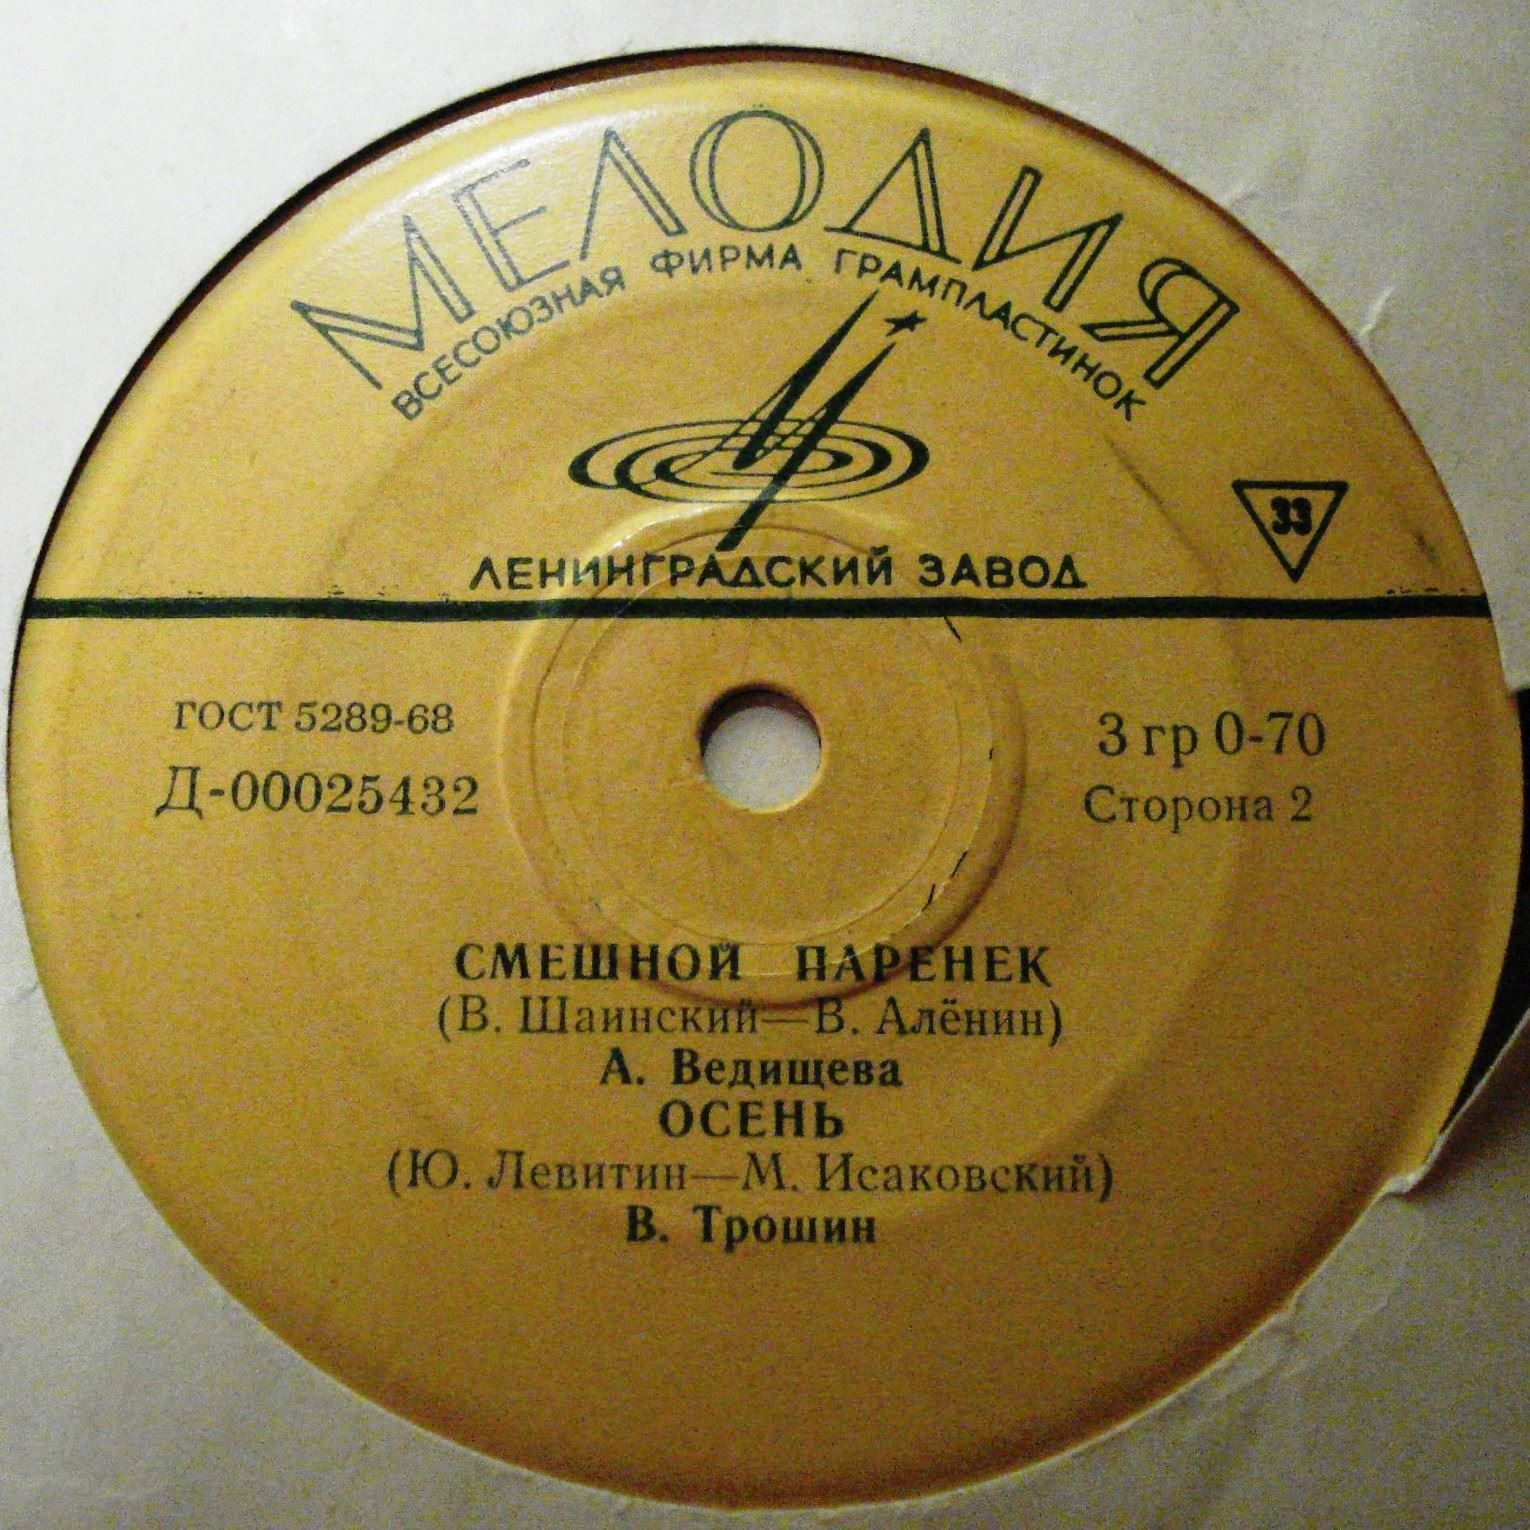 МЕЛОДИЯ
ВСЕСОЮЗНАЯ ФИРМА ГРАМПЛАСТИНОК
33
ЛЕНИНГРАДСКИЙ ЗАВОД
ГОСТ 5289-68
Д-00025432
3 гр 0-70
Сторона 2
СМЕШНОЙ ПАРЕНЕК
(В. Шаинский—В. Алёнин)
А. Ведищева
ОСЕНЬ
(Ю. Левитин—М. Исаковский)
В. Трошин